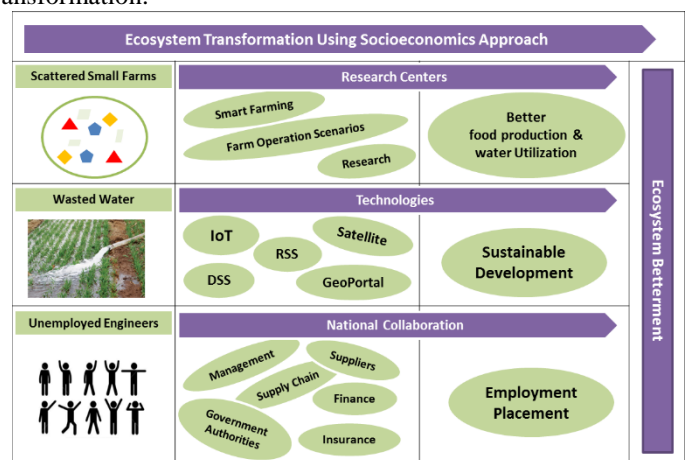 ansformation.
Ecosystem Transformation Using Socioeconomics Approach
Scattered Small Farms
Research Centers
Smart Farming
Farm Operation Scenarios
Research
Better
food production &
water Utilization
Wasted Water
Technologies
IoT
Satellite
RSS
DSS
GeoPortal
Sustainable
Development
Unemployed Engineers
National Collaboration
Management
Suppliers
Supply Chain
Finance
Government
Authorities
Insurance
Employment
Placement
Ecosystem Betterment